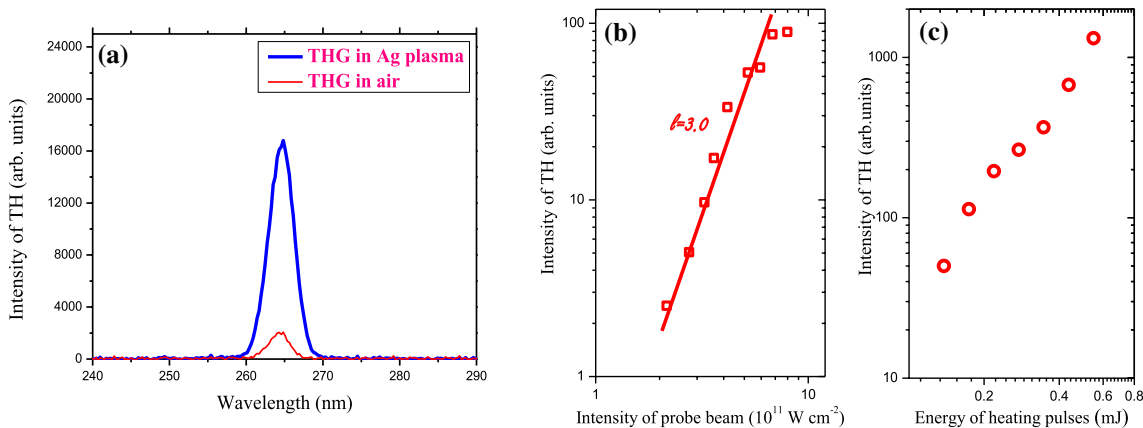 (a)
THG in Ag plasma
THG in air
24000
20000
16000
12000
8000
4000
0
240 250 260 270 280 290
Wavelength (nm)
Intensity of TH (arb. units)
(b)
100
10
1
1 10
ℓ=3.0
Intensity of probe beam (10¹¹ W cm⁻²)
Intensity of TH (arb. units)
(c)
1000
100
10
0.2 0.4 0.6 0.8
Energy of heating pulses (mJ)
Intensity of TH (arb.units)